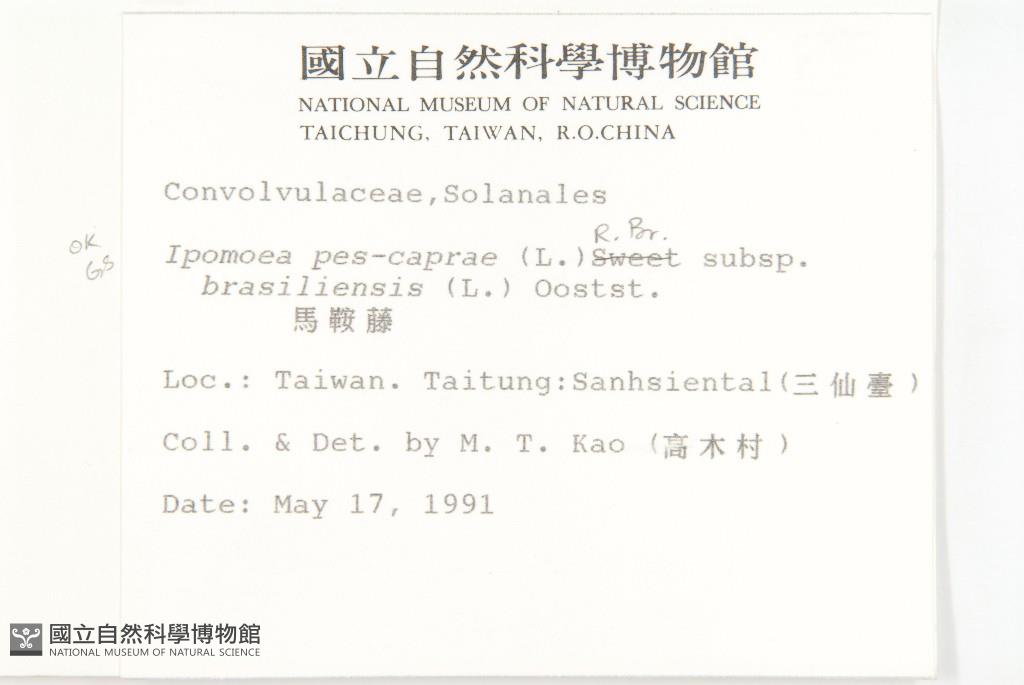 國立自然科學博物館
NATIONAL MUSEUM OF NATURAL SCIENCE
TAICHUNG, TAIWAN, R.O.CHINA
Convolvulaceae,Solanales
OK
GS
R. Br.
Ipomoea pes-caprae (L.)Sweet subsp.
brasiliensis (L.) Ootst.
馬鞍藤
Loc.: Taiwan. Taitung:Sanhsiental(三仙臺)
Coll. & Det. by M. T. Kao (高木村)
Date: May 17, 1991
國立自然科學博物館
NATIONAL MUSEUM OF NATURAL SCIENCE